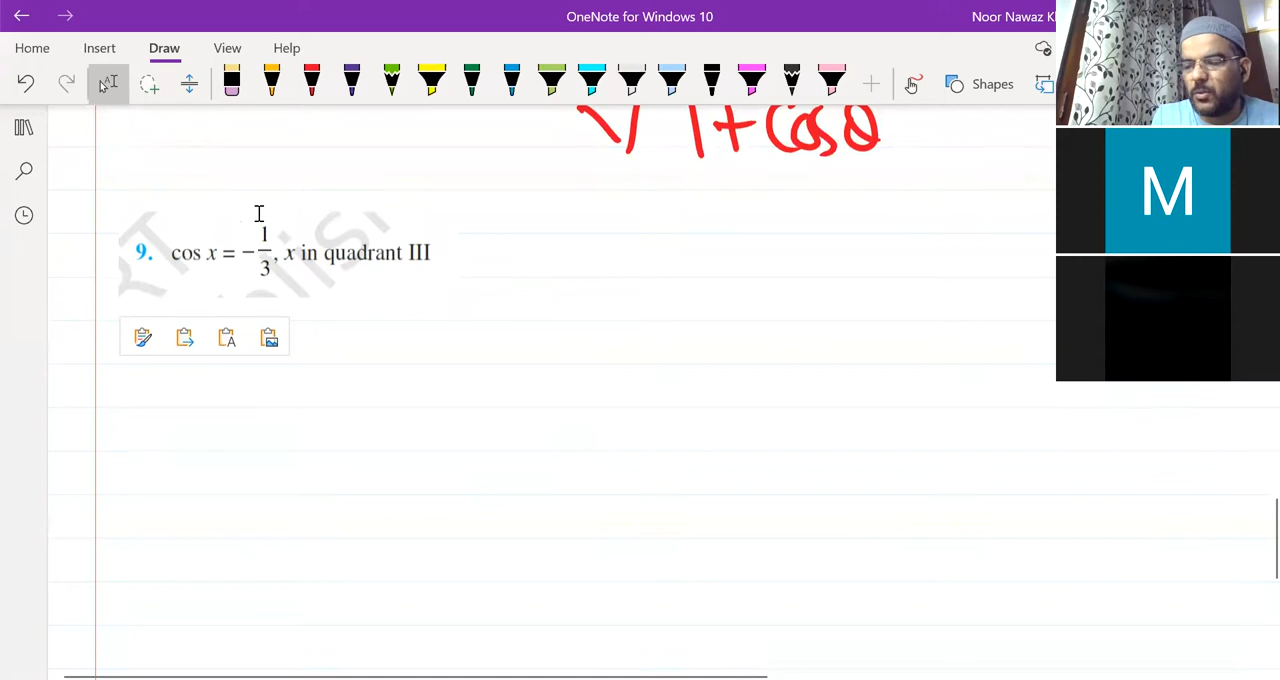 OneNote for Windows 10
Noor Nawaz Kh
Home Insert Draw View Help
Shapes
√ 1+cosθ
9. cos x = −1/3, x in quadrant III
M